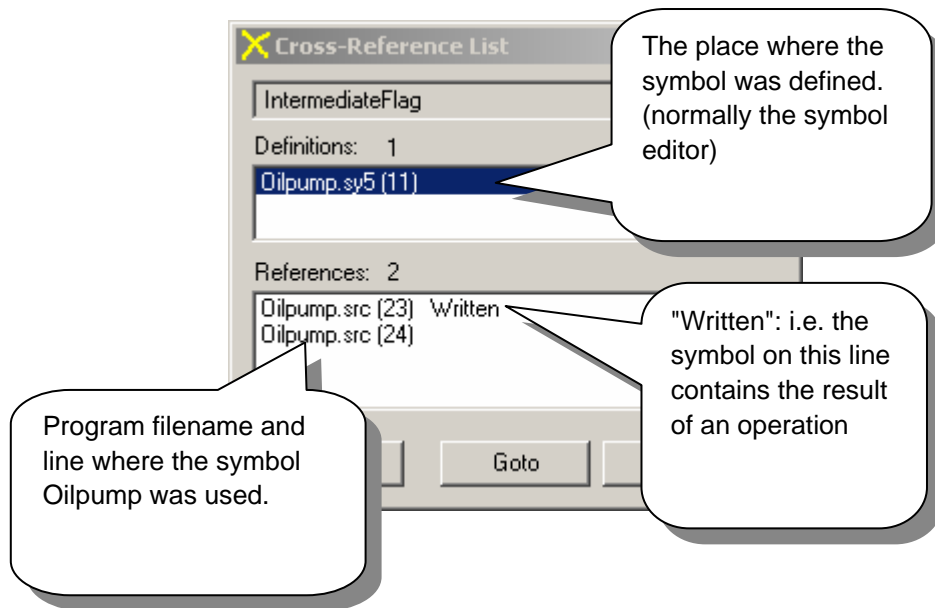 Cross-Reference List
IntermediateFlag
Definitions: 1
Oilpump.sy5 (11)
References: 2
Oilpump.src (23) Written
Oilpump.src (24)
Goto
The place where the
symbol was defined.
(normally the symbol
editor)
"Written": i.e. the
symbol on this line
contains the result
of an operation
Program filename and
line where the symbol
Oilpump was used.